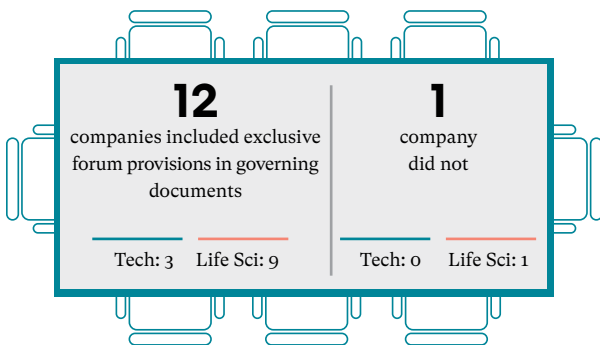 12
companies included exclusive
forum provisions in governing
documents
Tech: 3
Life Sci: 9
1
company
did not
Tech: 0
Life Sci: 1